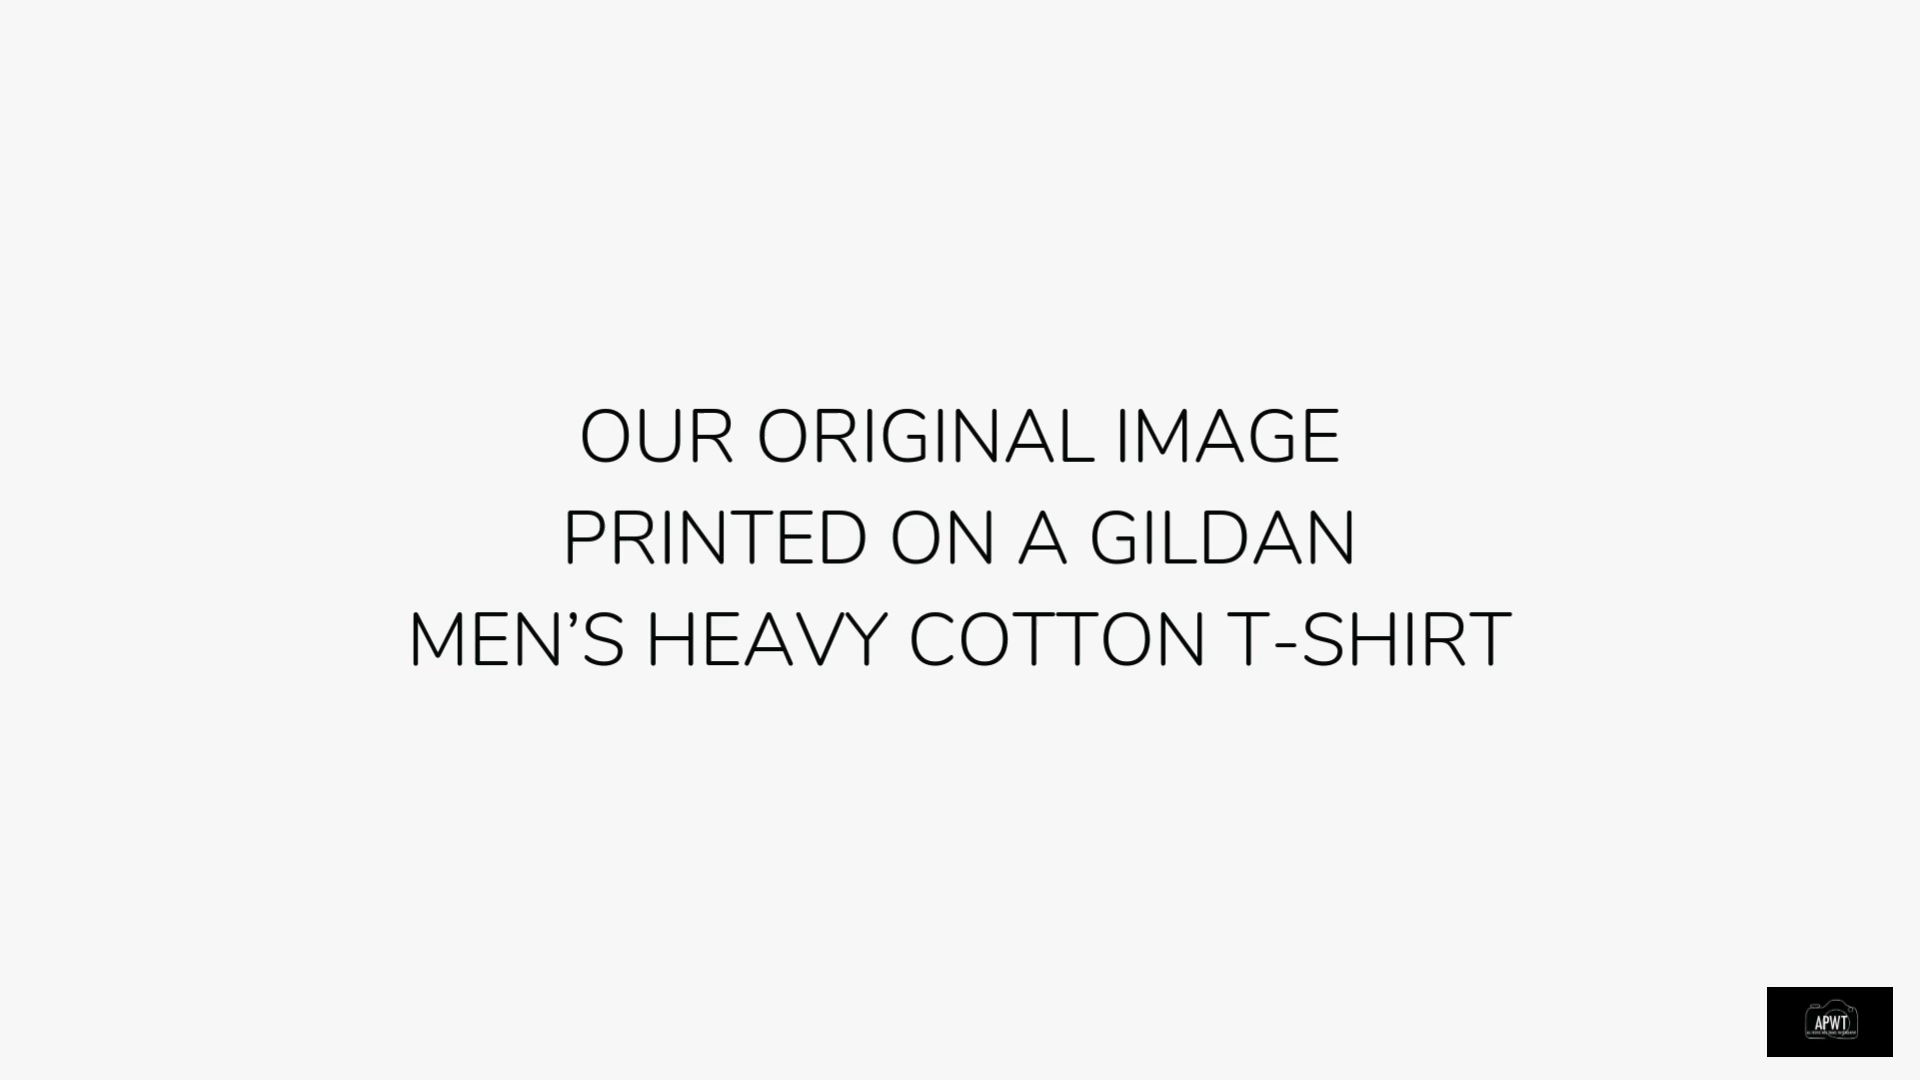 OUR ORIGINAL IMAGE
PRINTED ON A GILDAN
MEN’S HEAVY COTTON T-SHIRT
APWT